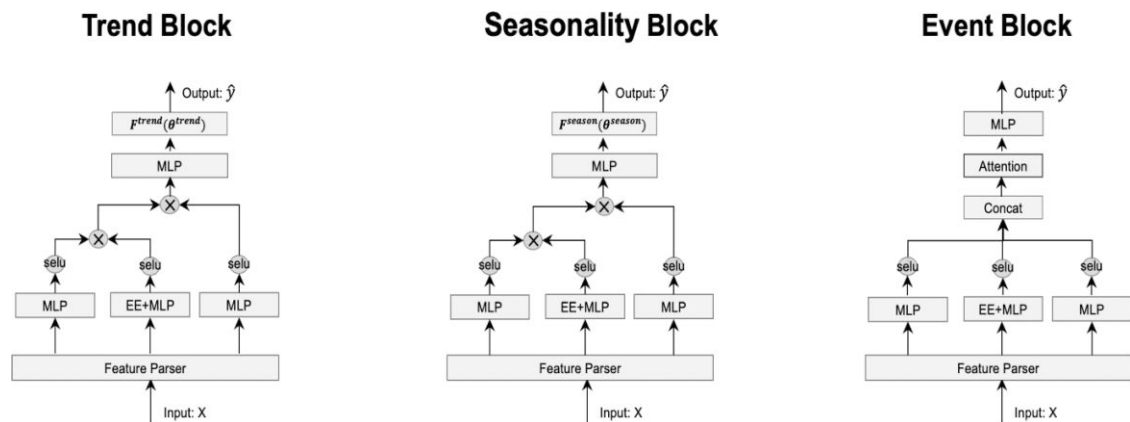 Trend Block
Output: ŷ
F^{trend}(θ^{trend})
MLP
X
X
selu
selu
selu
MLP
EE+MLP
MLP
Feature Parser
Input: X
Seasonality Block
Output: ŷ
F^{season}(θ^{season})
MLP
X
X
selu
selu
selu
MLP
EE+MLP
MLP
Feature Parser
Input: X
Event Block
Output: ŷ
MLP
Attention
Concat
selu
selu
selu
MLP
EE+MLP
MLP
Feature Parser
Input: X